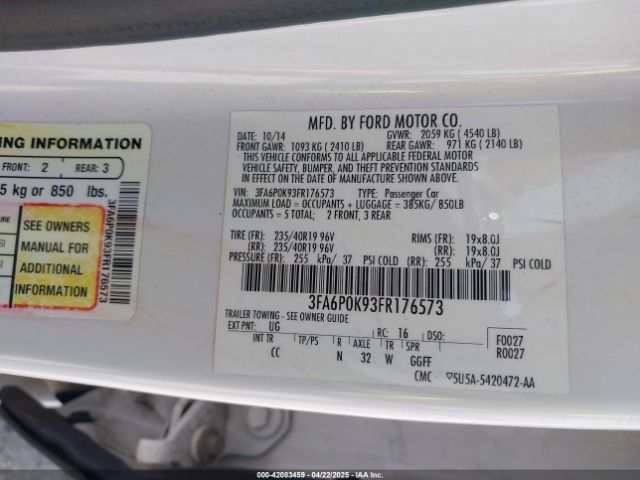 NG INFORMATION
FRONT: 2 REAR: 3
5 kg or 850 lbs.
SEE OWNERS
MANUAL FOR
ADDITIONAL
INFORMATION
3FA6P0K93FR176573
MFD. BY FORD MOTOR CO.
DATE: 10/14 GVWR: 2059 KG ( 4540 LB)
FRONT GAWR: 1093 KG ( 2410 LB) REAR GAWR: 971 KG ( 2140 LB)
THIS VEHICLE CONFORMS TO ALL APPLICABLE FEDERAL MOTOR
VEHICLE SAFETY, BUMPER, AND THEFT PREVENTION STANDARDS
IN EFFECT ON THE DATE OF MANUFACTURE SHOWN ABOVE.
VIN: 3FA6P0K93FR176573 TYPE: Passenger Car
MAXIMUM LOAD = OCCUPANTS + LUGGAGE = 385KG/ 850LB
OCCUPANTS = 5 TOTAL; 2 FRONT, 3 REAR
TIRE (FR): 235/40R19 96V RIMS (FR): 19x8.0J
(RR): 235/40R19 96V (RR): 19x8.0J
PRESSURE (FR): 255 kPa/ 37 PSI COLD (RR): 255 kPa/ 37 PSI COLD
3FA6P0K93FR176573
TRAILER TOWING - SEE OWNER GUIDE
EXT PNT: UG RC: 16 DSO: F0027
INT TR TP/PS R AXLE TR SPR R0027
CC N 32 W GGFF
CMC 5U5A-5420472-AA
000-42083459 - 04/22/2025 - IAAI.com